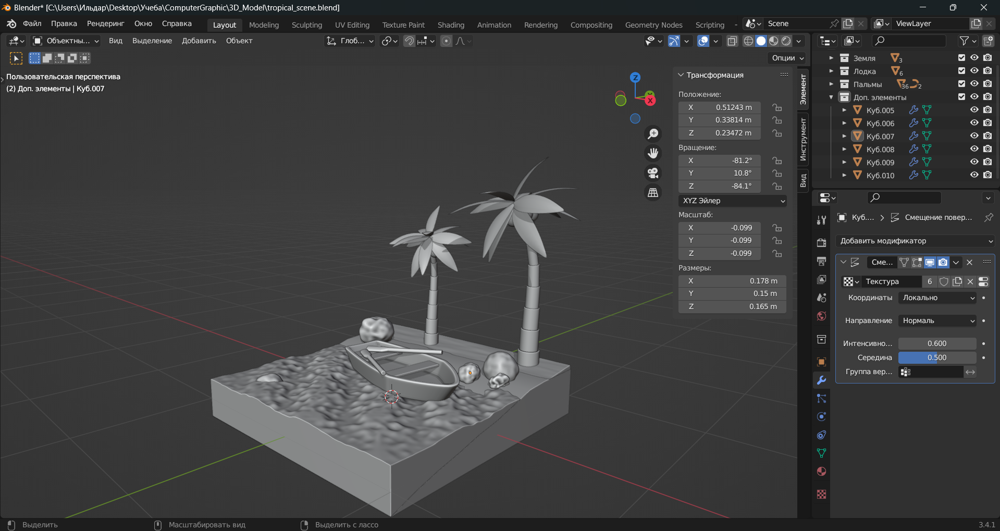 Blender* [C:\Users\Ильдар\Desktop\Учеба\ComputerGraphic\3D_Model\tropical_scene.blend]
Файл Правка Рендеринг Окно Справка Layout Modeling Sculpting UV Editing Texture Paint Shading Animation Rendering Compositing Geometry Nodes Scripting Scene ViewLayer
Объектны... Вид Выделение Добавить Объект Глоб...
Опции
Пользовательская перспектива
(2) Доп. элементы | Куб.007
Z
Y
X
Трансформация
Положение:
X 0.51243 m
Y 0.33814 m
Z 0.23472 m
Вращение:
X -81.2°
Y 10.8°
Z -84.1°
XYZ Эйлер
Масштаб:
X -0.099
Y -0.099
Z -0.099
Размеры:
X 0.178 m
Y 0.15 m
Z 0.165 m
Элемент
Инструмент
Вид
Земля 3
Лодка 6
Пальмы 36 2
Доп. элементы
Куб.005
Куб.006
Куб.007
Куб.008
Куб.009
Куб.010
Куб.... Смещение повер...
Добавить модификатор
Сме...
Текстура 6
Координаты Локально
Направление Нормаль
Интенсивно... 0.600
Середина 0.500
Группа вер...
Выделить Масштабировать вид Выделить с лассо 3.4.1